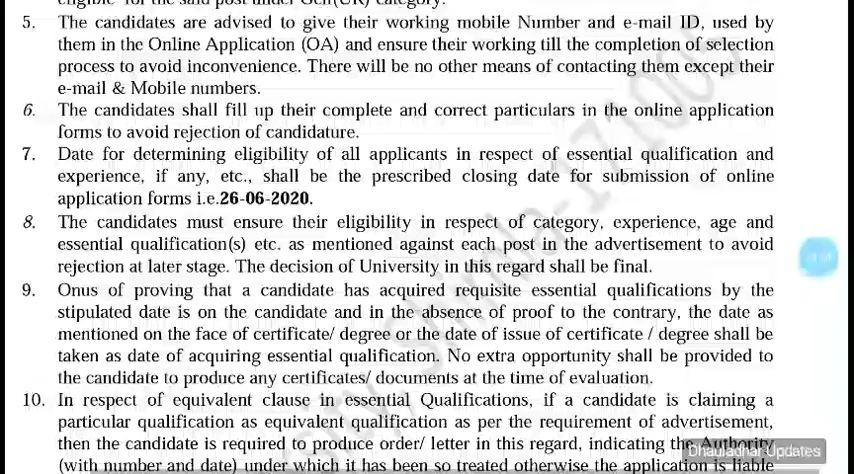 eligible for the said post under Gen(UR) category.
5. The candidates are advised to give their working mobile Number and e-mail ID, used by
them in the Online Application (OA) and ensure their working till the completion of selection
process to avoid inconvenience. There will be no other means of contacting them except their
e-mail & Mobile numbers.
6. The candidates shall fill up their complete and correct particulars in the online application
forms to avoid rejection of candidature.
7. Date for determining eligibility of all applicants in respect of essential qualification and
experience, if any, etc., shall be the prescribed closing date for submission of online
application forms i.e.26-06-2020.
8. The candidates must ensure their eligibility in respect of category, experience, age and
essential qualification(s) etc. as mentioned against each post in the advertisement to avoid
rejection at later stage. The decision of University in this regard shall be final.
9. Onus of proving that a candidate has acquired requisite essential qualifications by the
stipulated date is on the candidate and in the absence of proof to the contrary, the date as
mentioned on the face of certificate/ degree or the date of issue of certificate / degree shall be
taken as date of acquiring essential qualification. No extra opportunity shall be provided to
the candidate to produce any certificates/ documents at the time of evaluation.
10. In respect of equivalent clause in essential Qualifications, if a candidate is claiming a
particular qualification as equivalent qualification as per the requirement of advertisement,
then the candidate is required to produce order/ letter in this regard, indicating the Authority
(with number and date) under which it has been so treated otherwise the application is liable
Dhauladhar Updates
sity, Shimla-171005